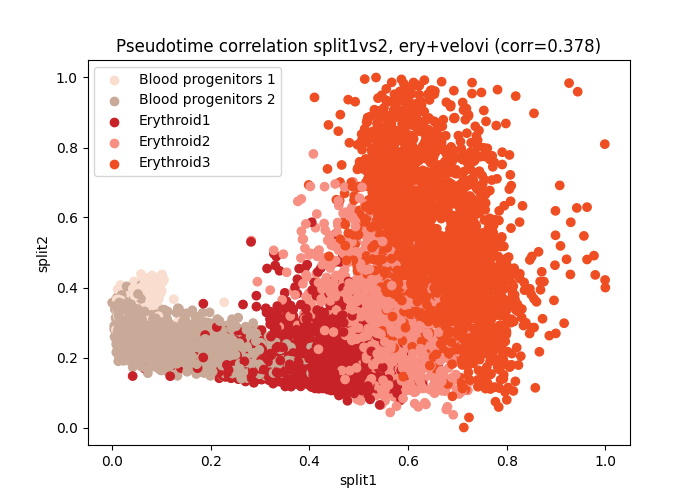 Pseudotime correlation split1vs2, ery+velovi (corr=0.378)
1.0
0.8
0.6
0.4
0.2
0.0
split2
Blood progenitors 1
Blood progenitors 2
Erythroid1
Erythroid2
Erythroid3
0.0 0.2 0.4 0.6 0.8 1.0
split1